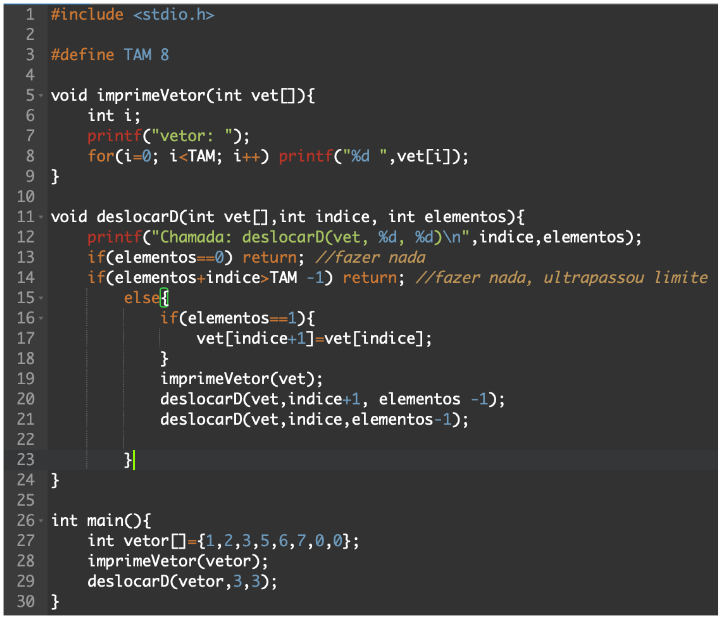 1 #include <stdio.h>
2
3 #define TAM 8
4
5 void imprimeVetor(int vet[]){
6     int i;
7     printf("vetor: ");
8     for(i=0; i<TAM; i++) printf("%d ",vet[i]);
9 }
10
11 void deslocarD(int vet[],int indice, int elementos){
12     printf("Chamada: deslocarD(vet, %d, %d)\n",indice,elementos);
13     if(elementos==0) return; //fazer nada
14     if(elementos+indice>TAM -1) return; //fazer nada, ultrapassou limite
15         else{
16             if(elementos==1){
17                 vet[indice+1]=vet[indice];
18             }
19             imprimeVetor(vet);
20             deslocarD(vet,indice+1, elementos -1);
21             deslocarD(vet,indice,elementos-1);
22
23         }
24 }
25
26 int main(){
27     int vetor[]={1,2,3,5,6,7,0,0};
28     imprimeVetor(vetor);
29     deslocarD(vetor,3,3);
30 }